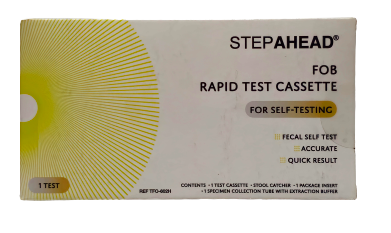 STEPAHEAD®
FOB
RAPID TEST CASSETTE
FOR SELF-TESTING
FECAL SELF TEST
ACCURATE
QUICK RESULT
1 TEST
REF TFO-602H
CONTENTS • 1 TEST CASSETTE • STOOL CATCHER • 1 PACKAGE INSERT
• 1 SPECIMEN COLLECTION TUBE WITH EXTRACTION BUFFER